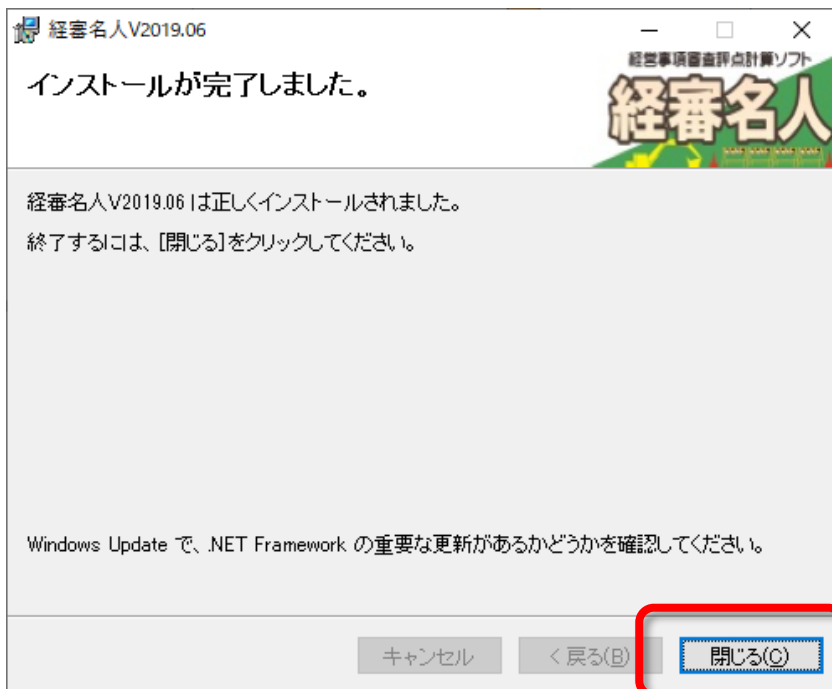 経審名人V2019.06
インストールが完了しました。
経営事項審査評点計算ソフト
経審名人
経審名人V2019.06 は正しくインストールされました。
終了するには、[閉じる]をクリックしてください。
Windows Update で、.NET Framework の重要な更新があるかどうかを確認してください。
キャンセル
< 戻る(B)
閉じる(C)